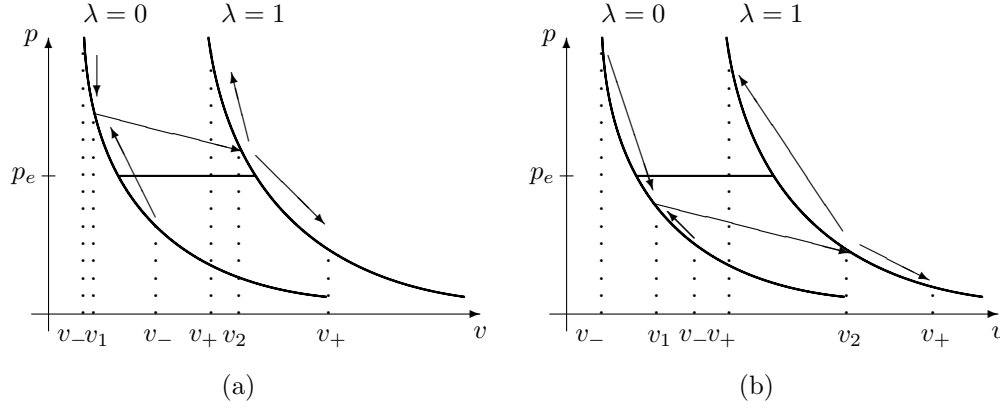 λ = 0 λ = 1 λ = 0 λ = 1
p p
p_e p_e
v_− v_1 v_− v_+ v_2 v_+ v v_− v_1 v_− v_+ v_2 v_+ v
(a) (b)